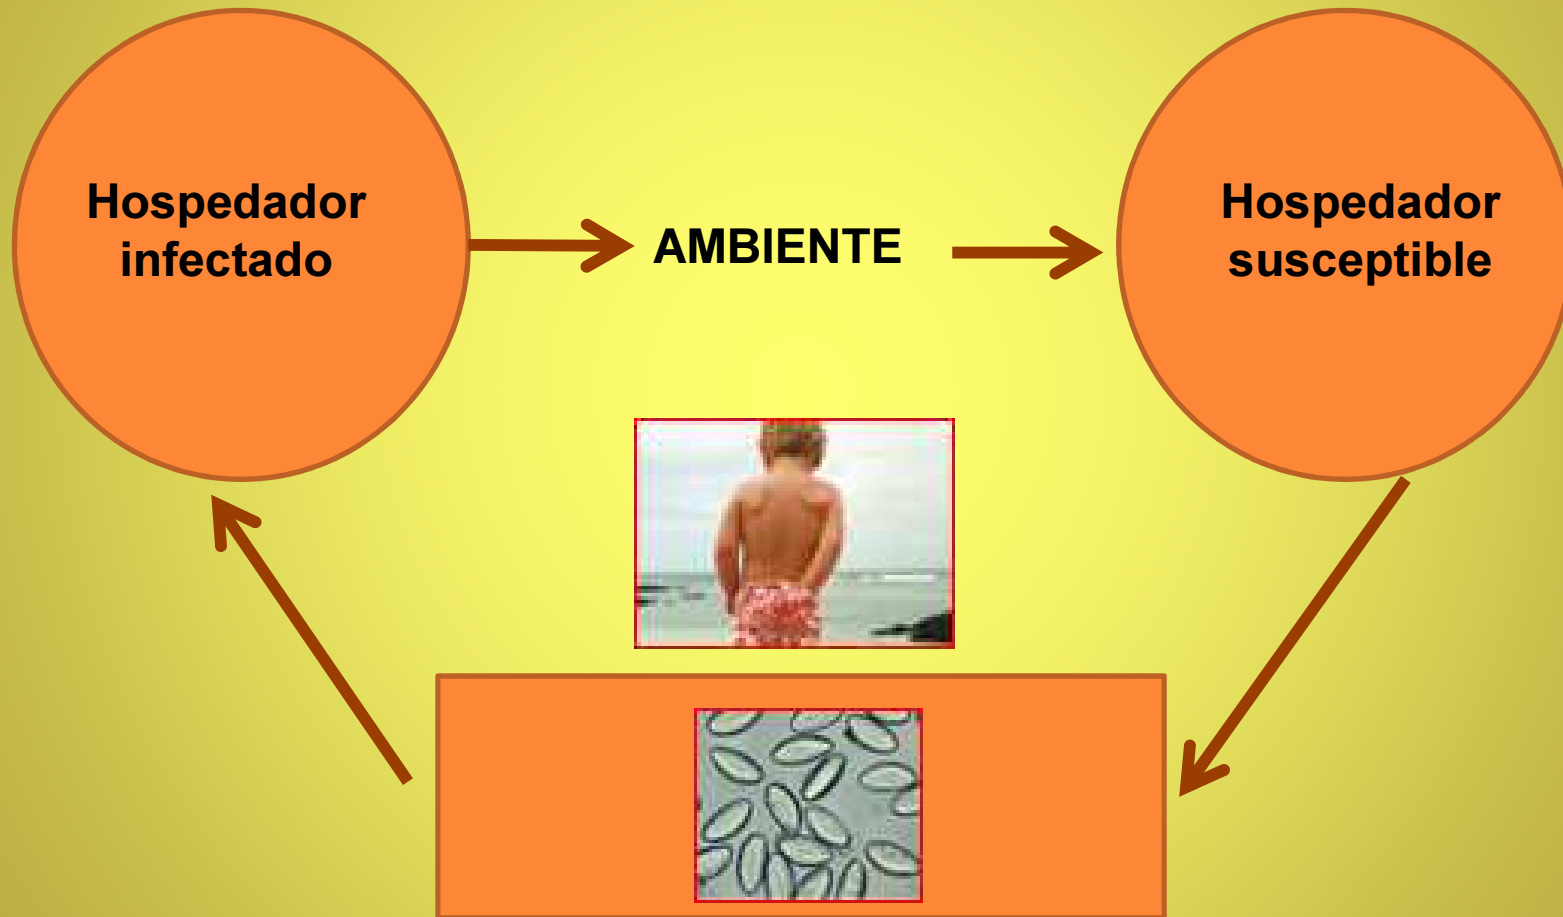 Hospedador
infectado
AMBIENTE
Hospedador
susceptible